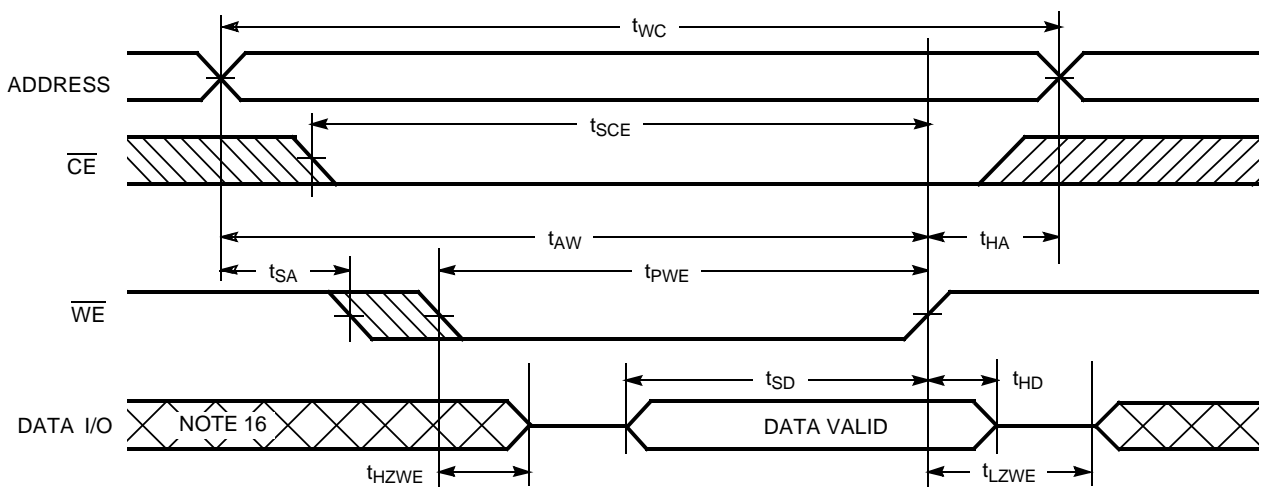 tWC
ADDRESS
tSCE
CE
tAW
tHA
tSA
tPWE
WE
tSD
tHD
DATA I/O
NOTE 16
DATA VALID
tHZWE
tLZWE